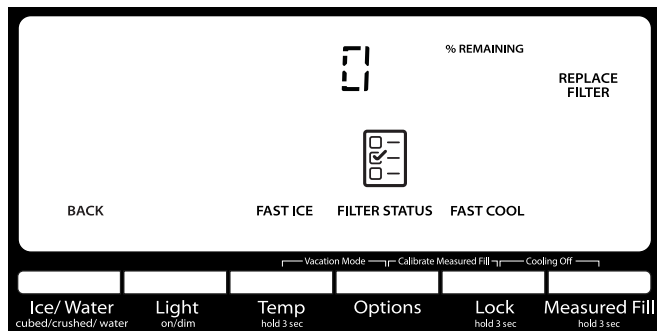 0 % REMAINING
REPLACE
FILTER
BACK FAST ICE FILTER STATUS FAST COOL
Vacation Mode Calibrate Measured Fill Cooling Off
Ice/ Water Light Temp Options Lock Measured Fill
cubed/crushed/ water on/dim hold 3 sec hold 3 sec hold 3 sec